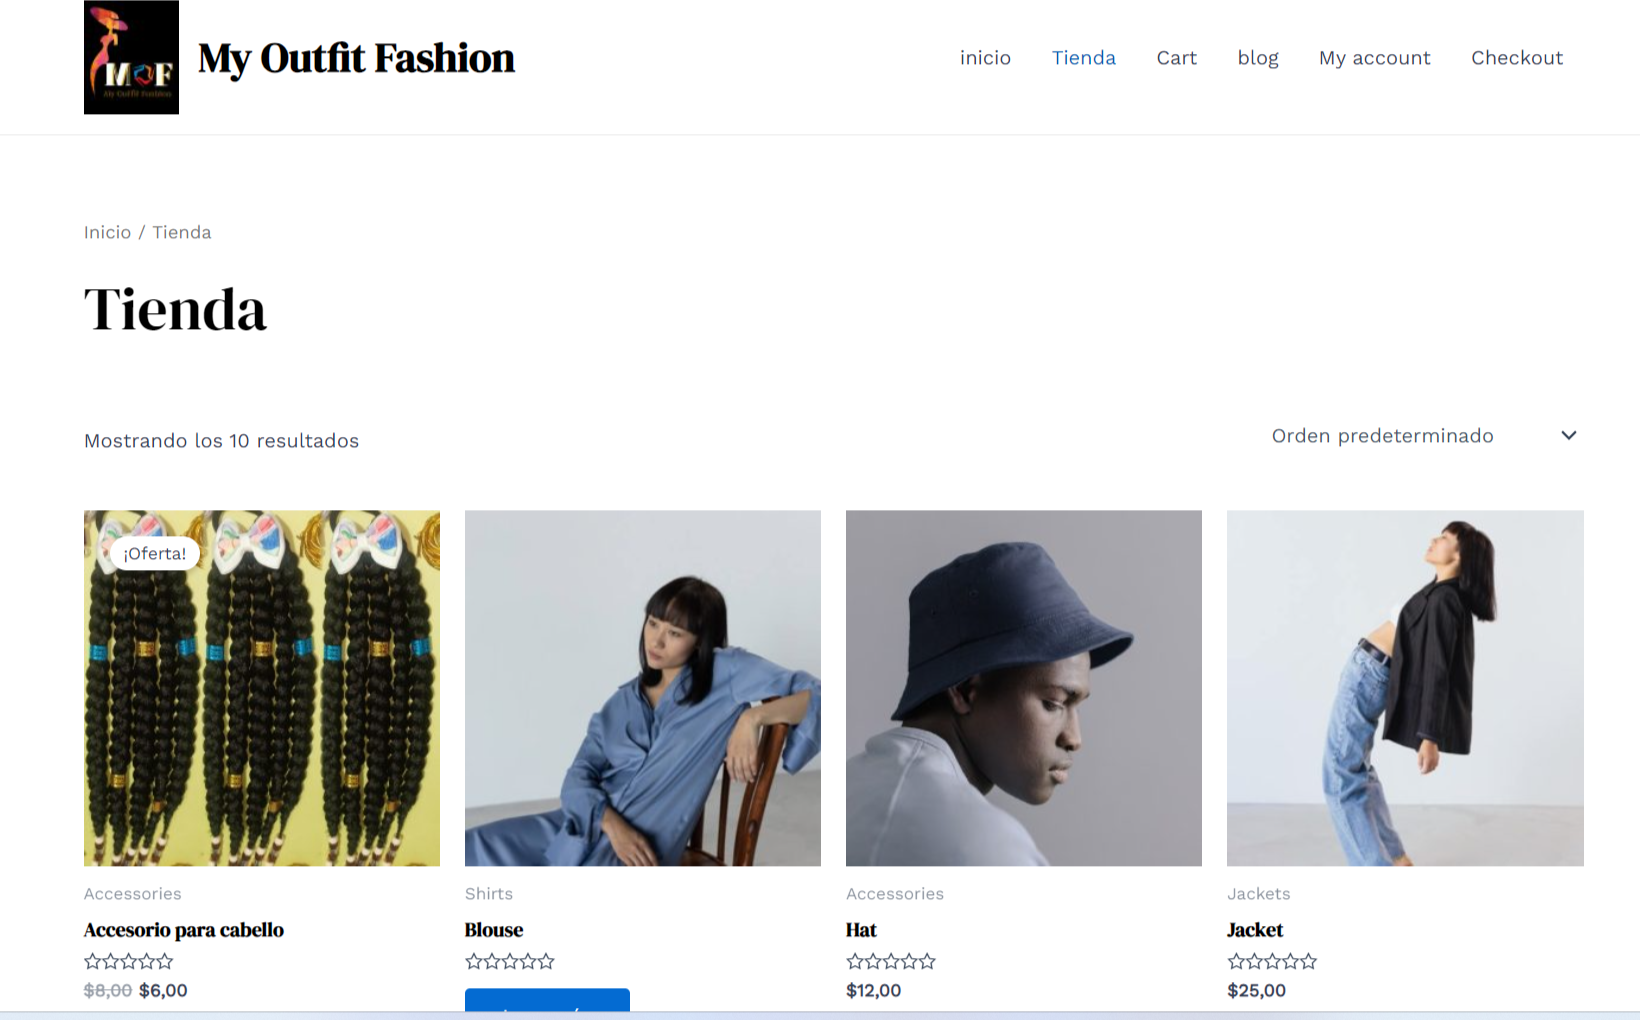 MOF
My Outfit Fashion
My Outfit Fashion
inicio Tienda Cart blog My account Checkout
Inicio / Tienda
Tienda
Mostrando los 10 resultados
Orden predeterminado
¡Oferta!
Accessories
Accesorio para cabello
$8,00 $6,00
Shirts
Blouse
Accessories
Hat
$12,00
Jackets
Jacket
$25,00